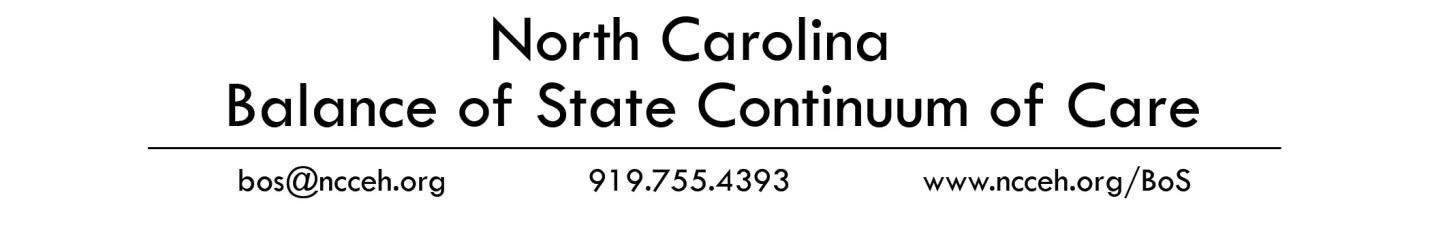 North Carolina
Balance of State Continuum of Care
bos@ncceh.org 919.755.4393 www.ncceh.org/BoS